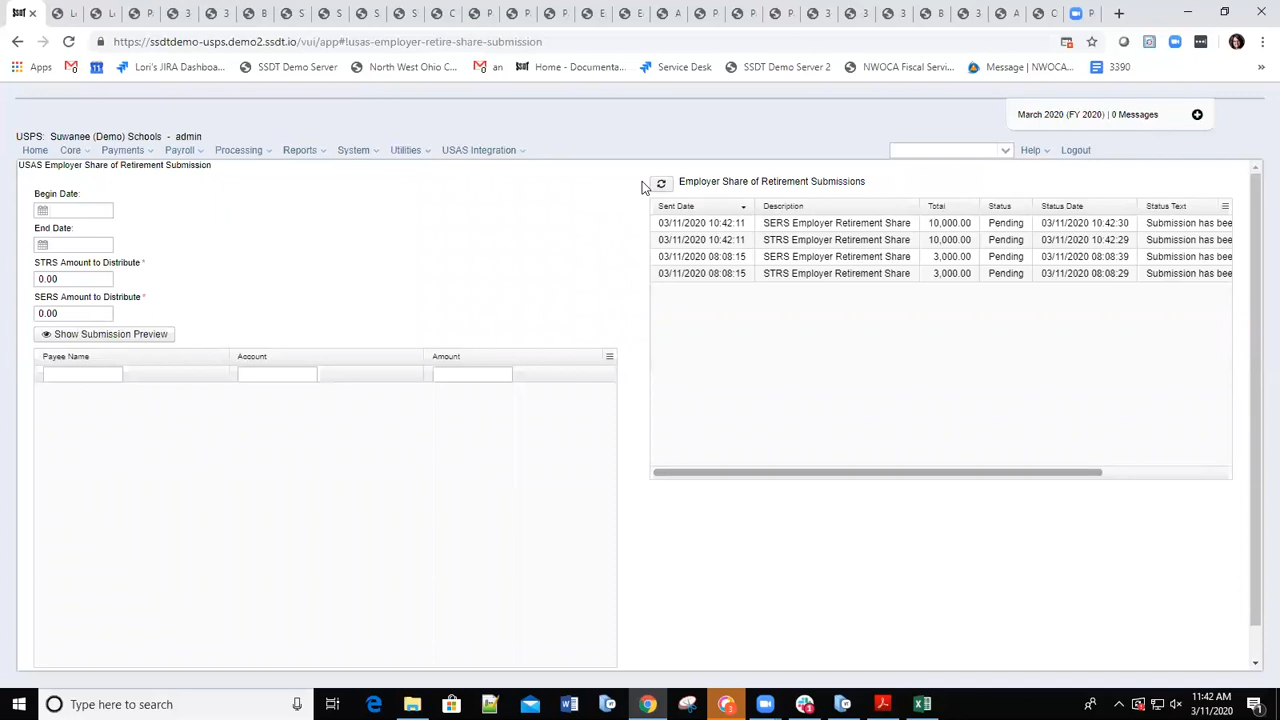 ssdt
L
L
P
3
3
B
S
S
S
S
C
P
P
P
E
E
A
3
3
B
3
A
C
P
https://ssdtdemo-usps.demo2.ssdt.io/vui/app#!usas-employer-retire-share-submission
Apps
an
Lori's JIRA Dashboa...
SSDT Demo Server
North West Ohio C...
ssdt Home - Documenta...
Service Desk
SSDT Demo Server 2
NWOCA Fiscal Servi...
Message | NWOCA...
3390
»
March 2020 (FY 2020) | 0 Messages
USPS: Suwanee (Demo) Schools - admin
Home Core Payments Payroll Processing Reports System Utilities USAS Integration Help Logout
USAS Employer Share of Retirement Submission
Begin Date:
End Date:
STRS Amount to Distribute *
0.00
SERS Amount to Distribute *
0.00
Show Submission Preview
Payee Name Account Amount
Employer Share of Retirement Submissions
Sent Date Description Total Status Status Date Status Text
03/11/2020 10:42:11 SERS Employer Retirement Share 10,000.00 Pending 03/11/2020 10:42:30 Submission has bee
03/11/2020 10:42:11 STRS Employer Retirement Share 10,000.00 Pending 03/11/2020 10:42:29 Submission has bee
03/11/2020 08:08:15 SERS Employer Retirement Share 3,000.00 Pending 03/11/2020 08:08:39 Submission has bee
03/11/2020 08:08:15 STRS Employer Retirement Share 3,000.00 Pending 03/11/2020 08:08:29 Submission has bee
Type here to search
11:42 AM
3/11/2020